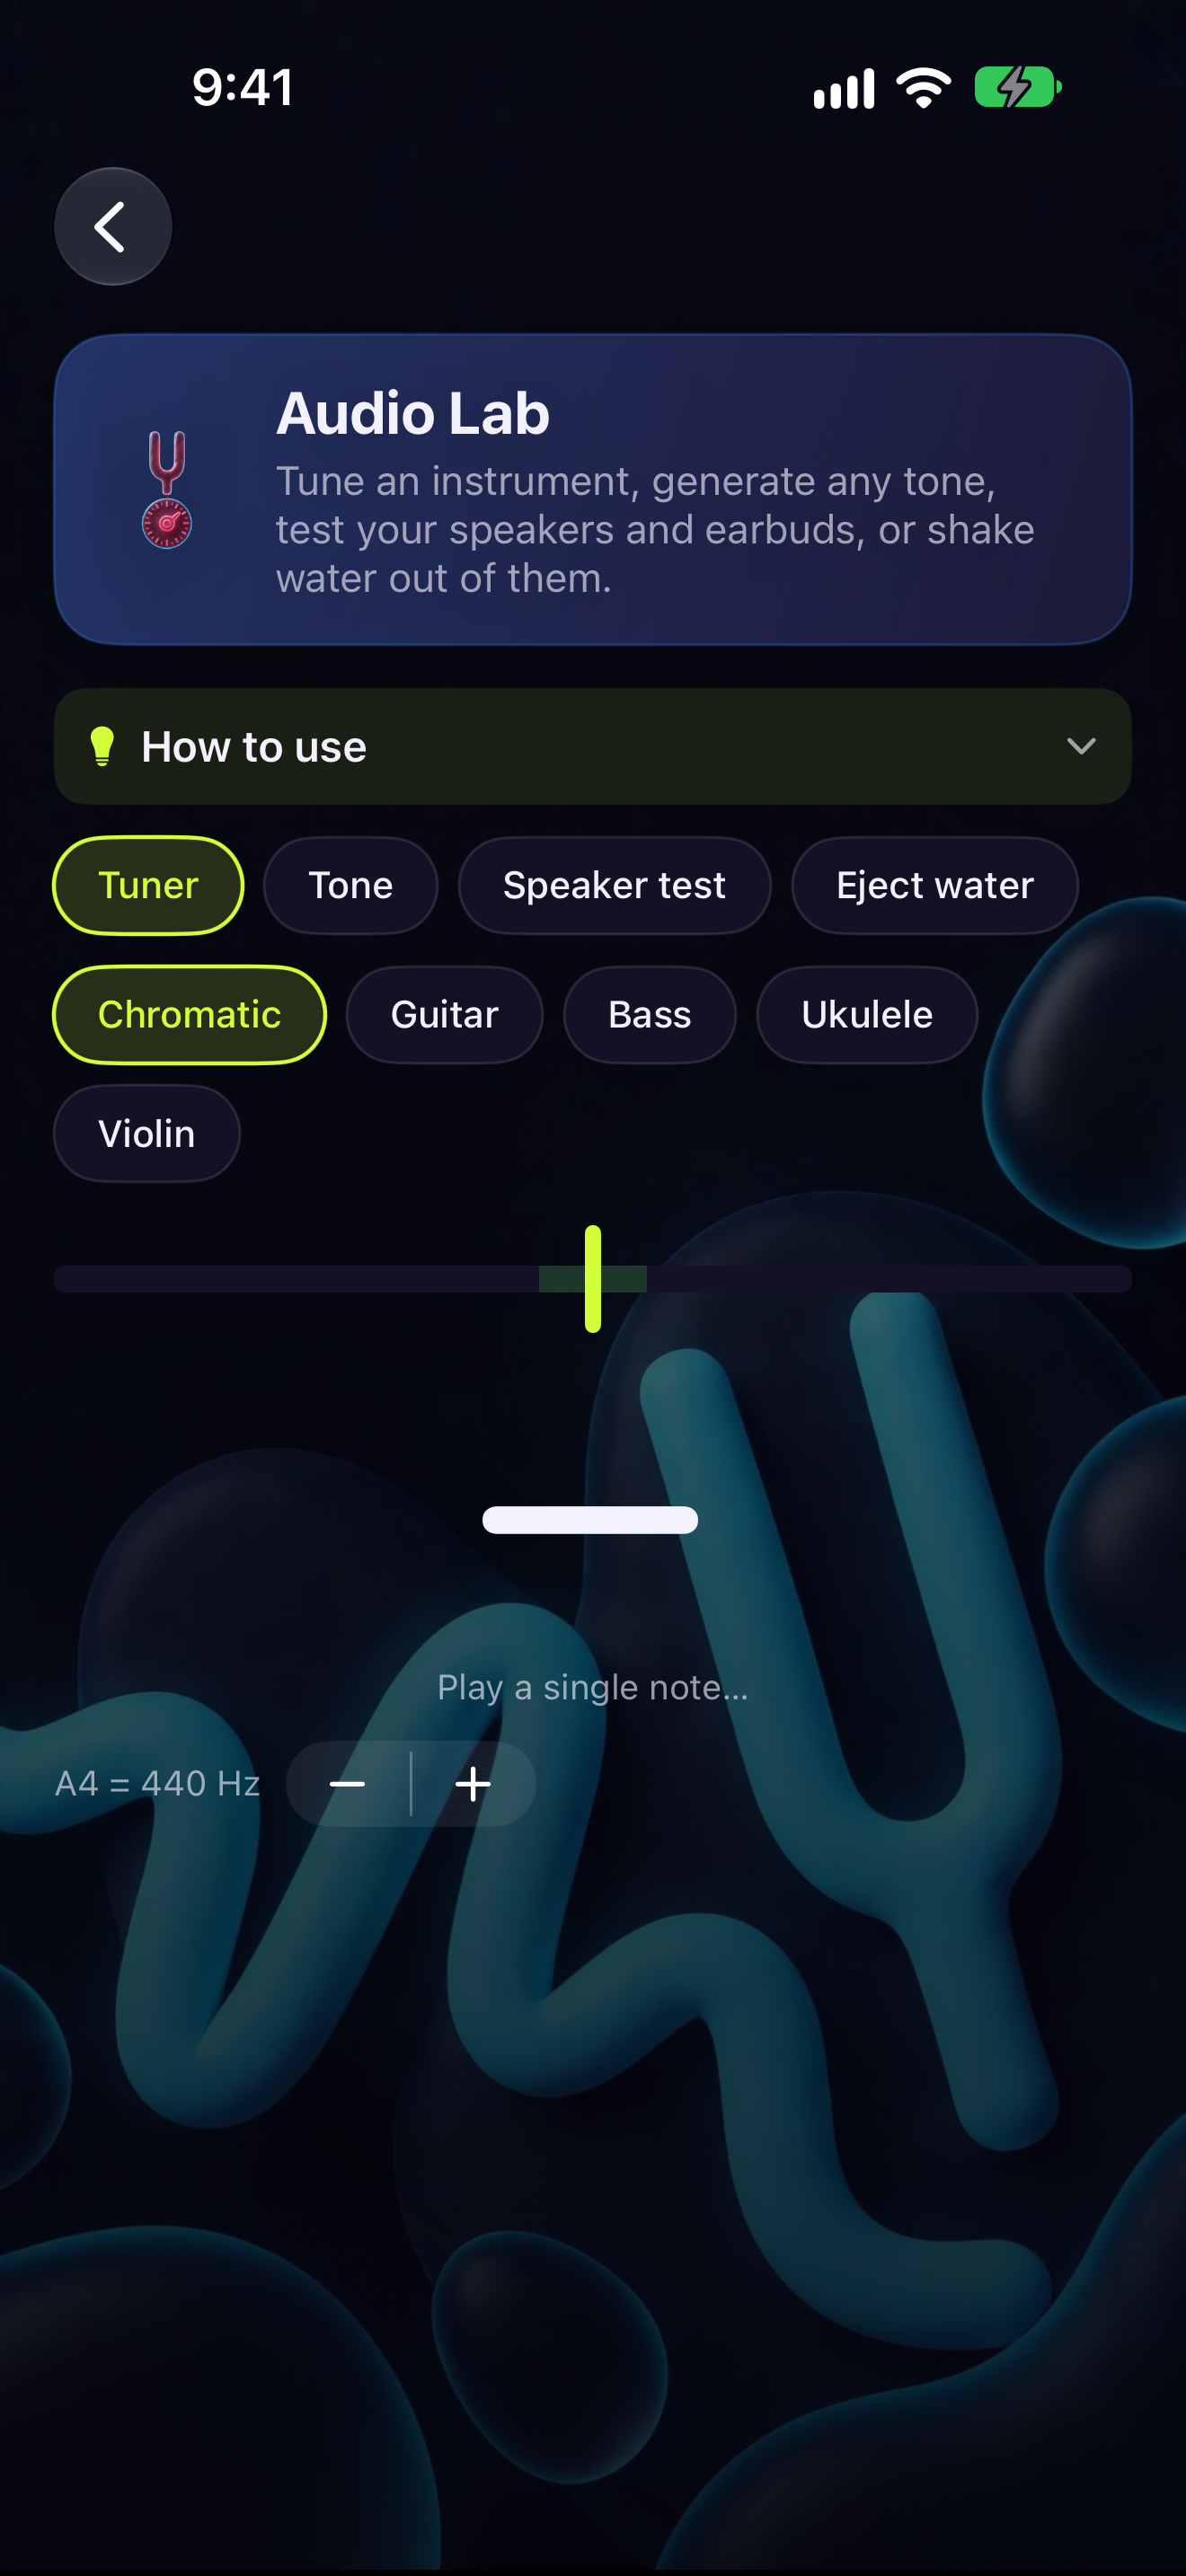 9:41
Audio Lab
Tune an instrument, generate any tone,
test your speakers and earbuds, or shake
water out of them.
How to use
Tuner Tone Speaker test Eject water
Chromatic Guitar Bass Ukulele
Violin
—
Play a single note...
A4 = 440 Hz − +